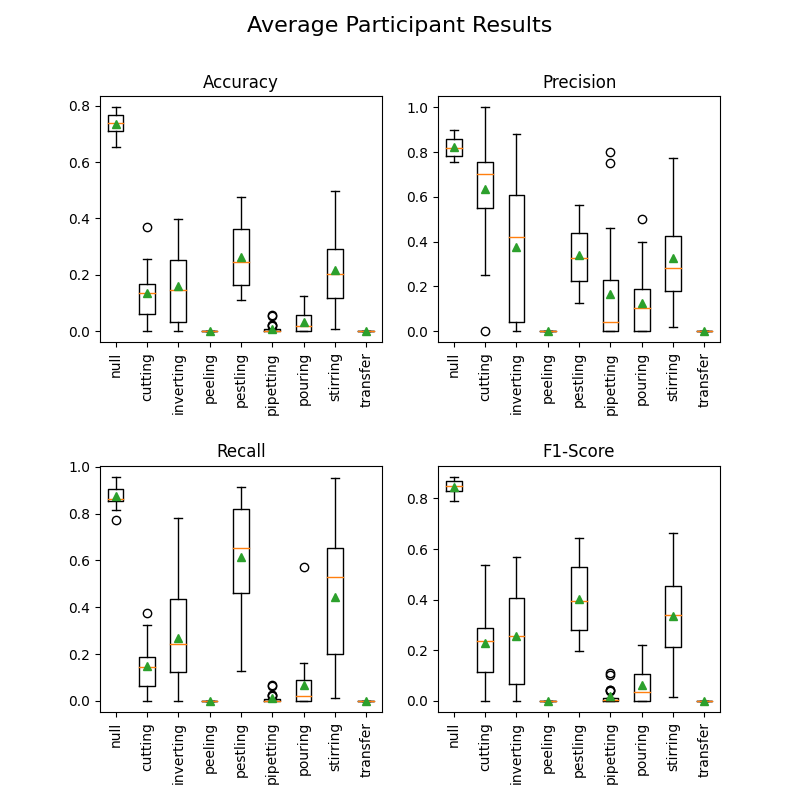 Average Participant Results
Accuracy
0.8
0.6
0.4
0.2
0.0
null
cutting
inverting
peeling
pestling
pipetting
pouring
stirring
transfer
Precision
1.0
0.8
0.6
0.4
0.2
0.0
null
cutting
inverting
peeling
pestling
pipetting
pouring
stirring
transfer
Recall
1.0
0.8
0.6
0.4
0.2
0.0
null
cutting
inverting
peeling
pestling
pipetting
pouring
stirring
transfer
F1-Score
0.8
0.6
0.4
0.2
0.0
null
cutting
inverting
peeling
pestling
pipetting
pouring
stirring
transfer